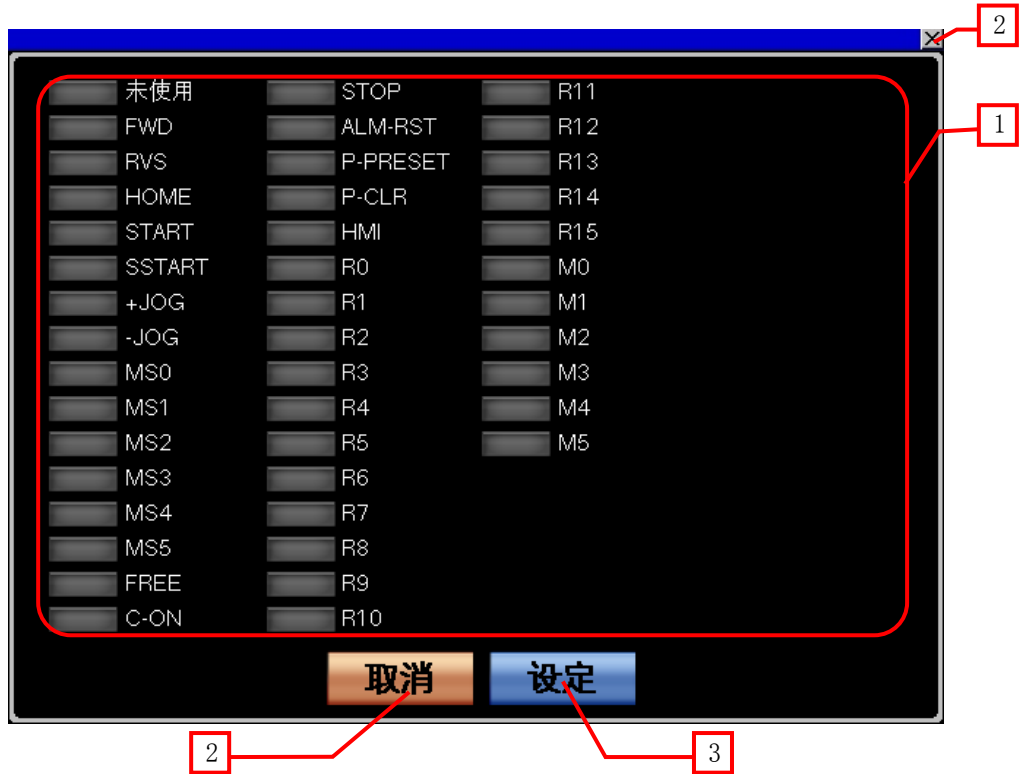 2
1
未使用
FWD
RVS
HOME
START
SSTART
+JOG
-JOG
MS0
MS1
MS2
MS3
MS4
MS5
FREE
C-ON
STOP
ALM-RST
P-PRESET
P-CLR
HMI
R0
R1
R2
R3
R4
R5
R6
R7
R8
R9
R10
R11
R12
R13
R14
R15
M0
M1
M2
M3
M4
M5
取消
设定
2
3